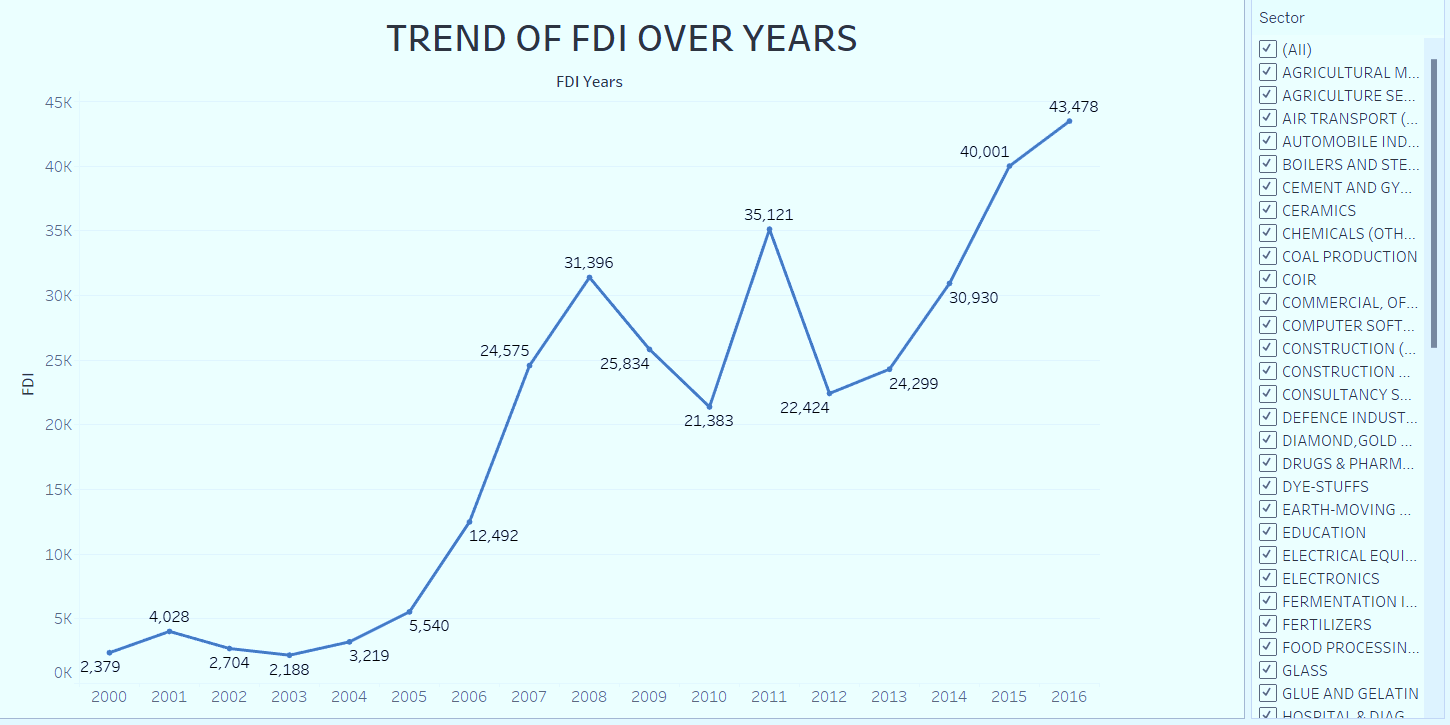 TREND OF FDI OVER YEARS
FDI Years
45K
40K
35K
30K
25K
20K
15K
10K
5K
0K
FDI
2,379
4,028
2,704
2,188
3,219
5,540
12,492
24,575
31,396
25,834
21,383
35,121
22,424
24,299
30,930
40,001
43,478
2000 2001 2002 2003 2004 2005 2006 2007 2008 2009 2010 2011 2012 2013 2014 2015 2016
Sector
(All)
AGRICULTURAL M...
AGRICULTURE SE...
AIR TRANSPORT (...
AUTOMOBILE IND...
BOILERS AND STE...
CEMENT AND GY...
CERAMICS
CHEMICALS (OTH...
COAL PRODUCTION
COIR
COMMERCIAL, OF...
COMPUTER SOFT...
CONSTRUCTION (...
CONSTRUCTION ...
CONSULTANCY S...
DEFENCE INDUST...
DIAMOND,GOLD ...
DRUGS & PHARM...
DYE-STUFFS
EARTH-MOVING ...
EDUCATION
ELECTRICAL EQUI...
ELECTRONICS
FERMENTATION I...
FERTILIZERS
FOOD PROCESSIN...
GLASS
GLUE AND GELATIN
HOSPITAL & DIAG...